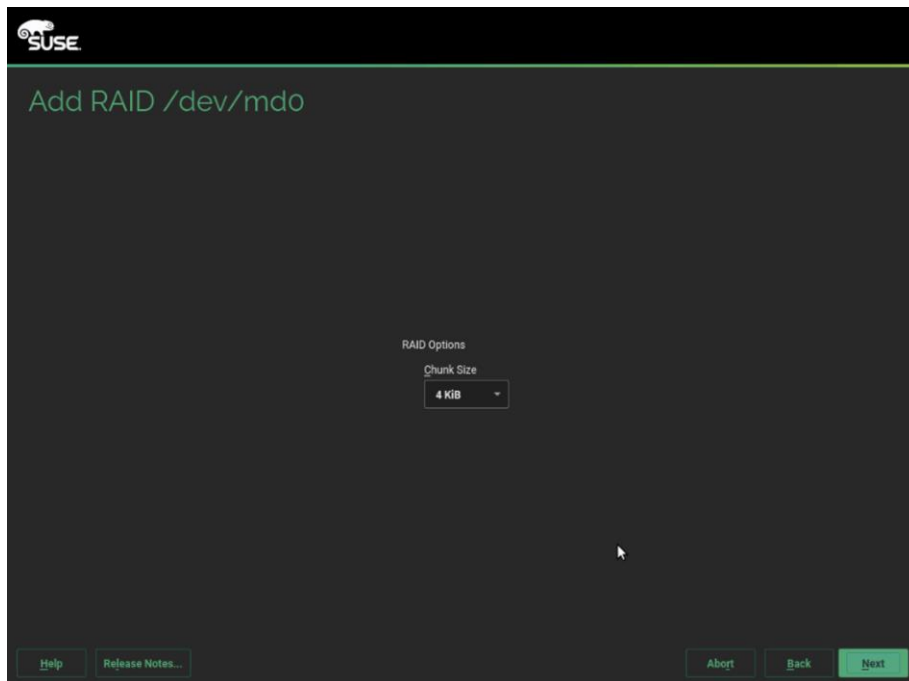 SUSE.
Add RAID /dev/md0
RAID Options
Chunk Size
4 KiB
Help Release Notes... Abort Back Next